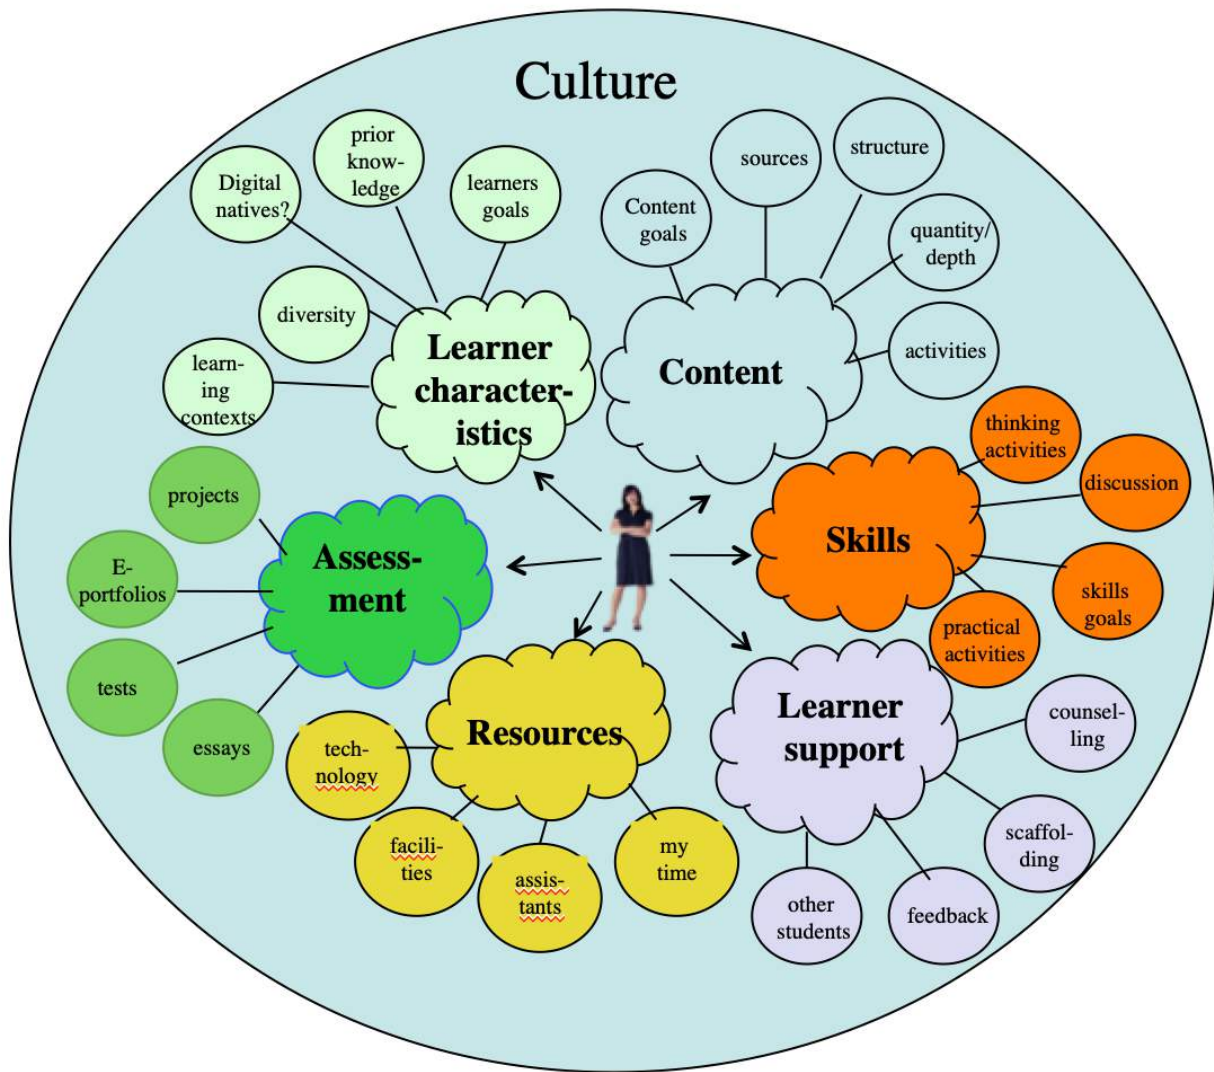 Culture
Digital
natives?
prior
know-
ledge
learners
goals
diversity
learn-
ing
contexts
Learner
character-
istics
Content
goals
sources
structure
quantity/
depth
activities
Content
thinking
activities
discussion
skills
goals
practical
activities
Skills
projects
E-
portfolios
tests
essays
Assess-
ment
Resources
tech-
nology
facili-
ties
assis-
tants
my
time
Learner
support
counsel-
ling
scaffol-
ding
feedback
other
students